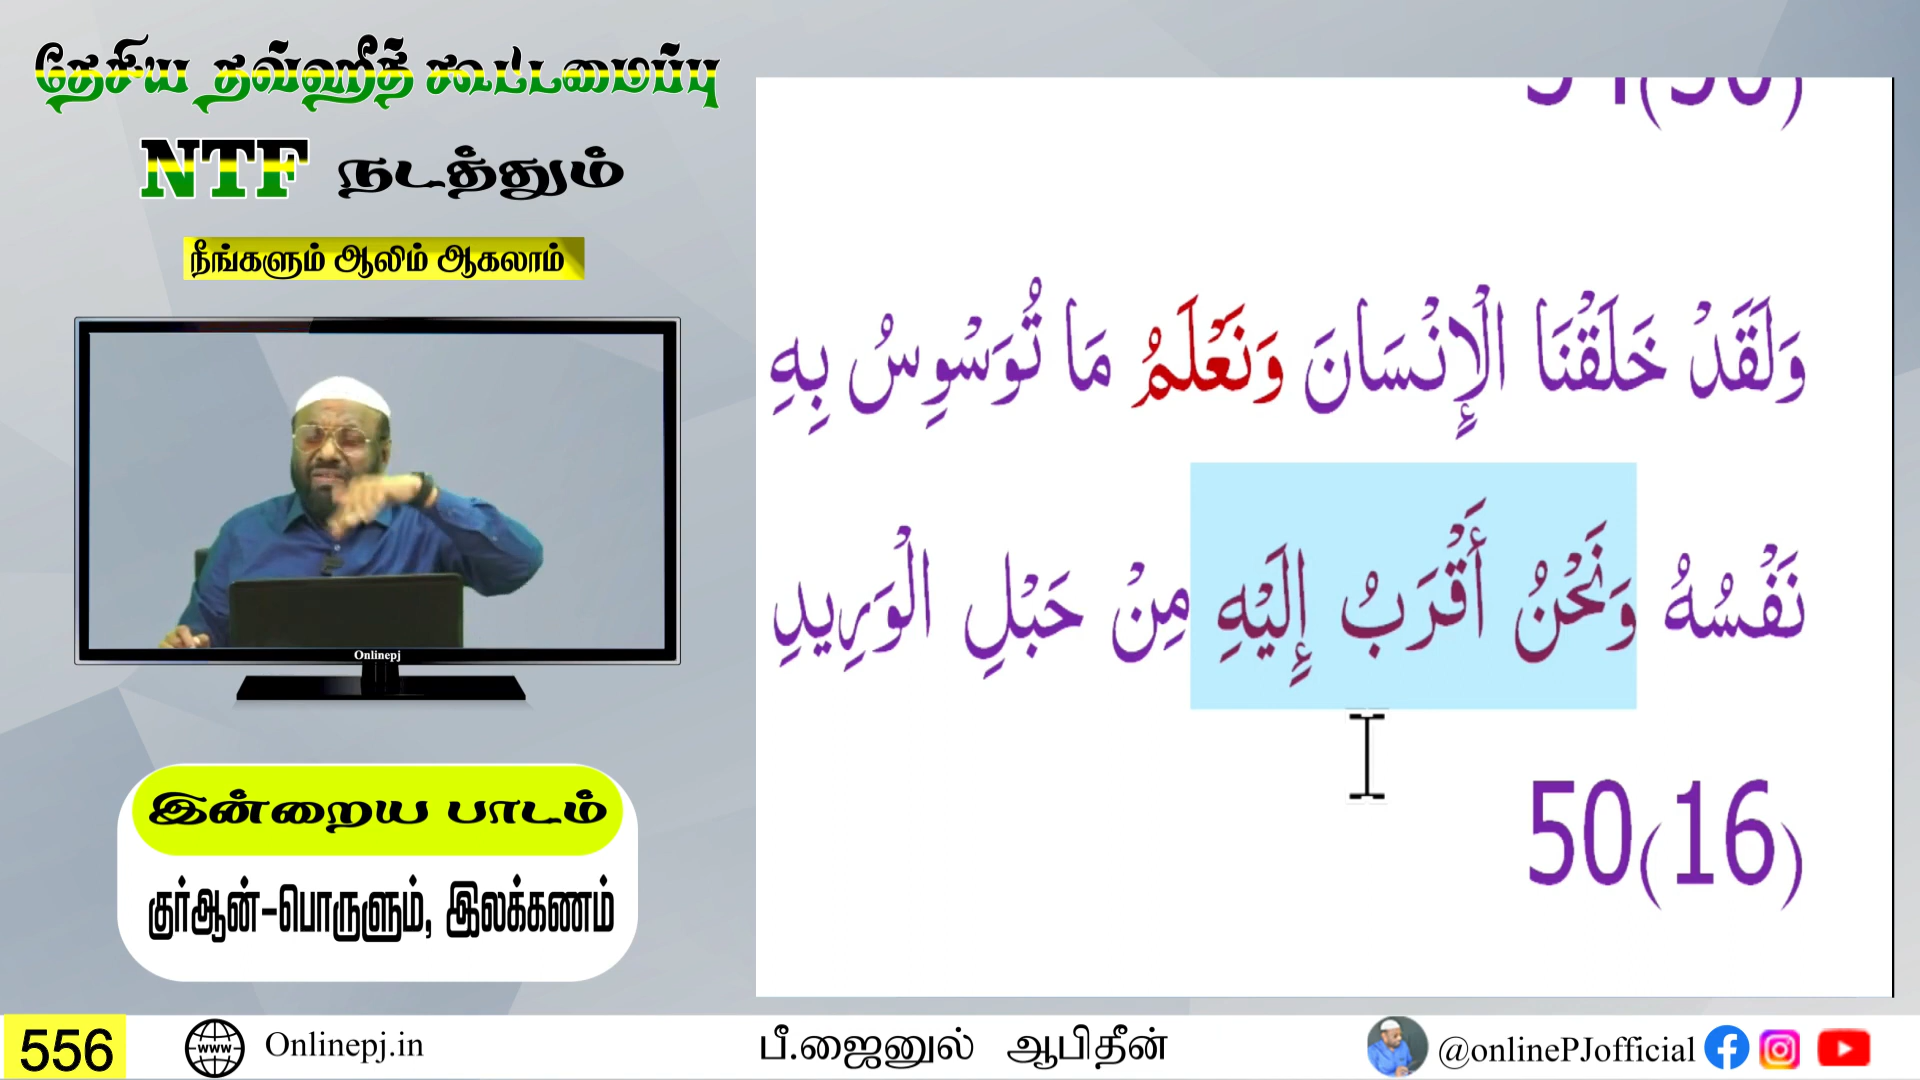 தேசிய தவ்ஹீத் கூட்டமைப்பு
NTF நடத்தும்
நீங்களும் ஆலிம் ஆகலாம்
Onlinepj
இன்றைய பாடம்
குர்ஆன்-பொருளும், இலக்கணம்
وَلَقَدْ خَلَقْنَا الْإِنْسَانَ وَنَعْلَمُ مَا تُوَسْوِسُ بِهِ
نَفْسُهُ وَنَحْنُ أَقْرَبُ إِلَيْهِ مِنْ حَبْلِ الْوَرِيدِ
50(16)
556
www
Onlinepj.in
பீ.ஜைனுல் ஆபிதீன்
@onlinePJofficial